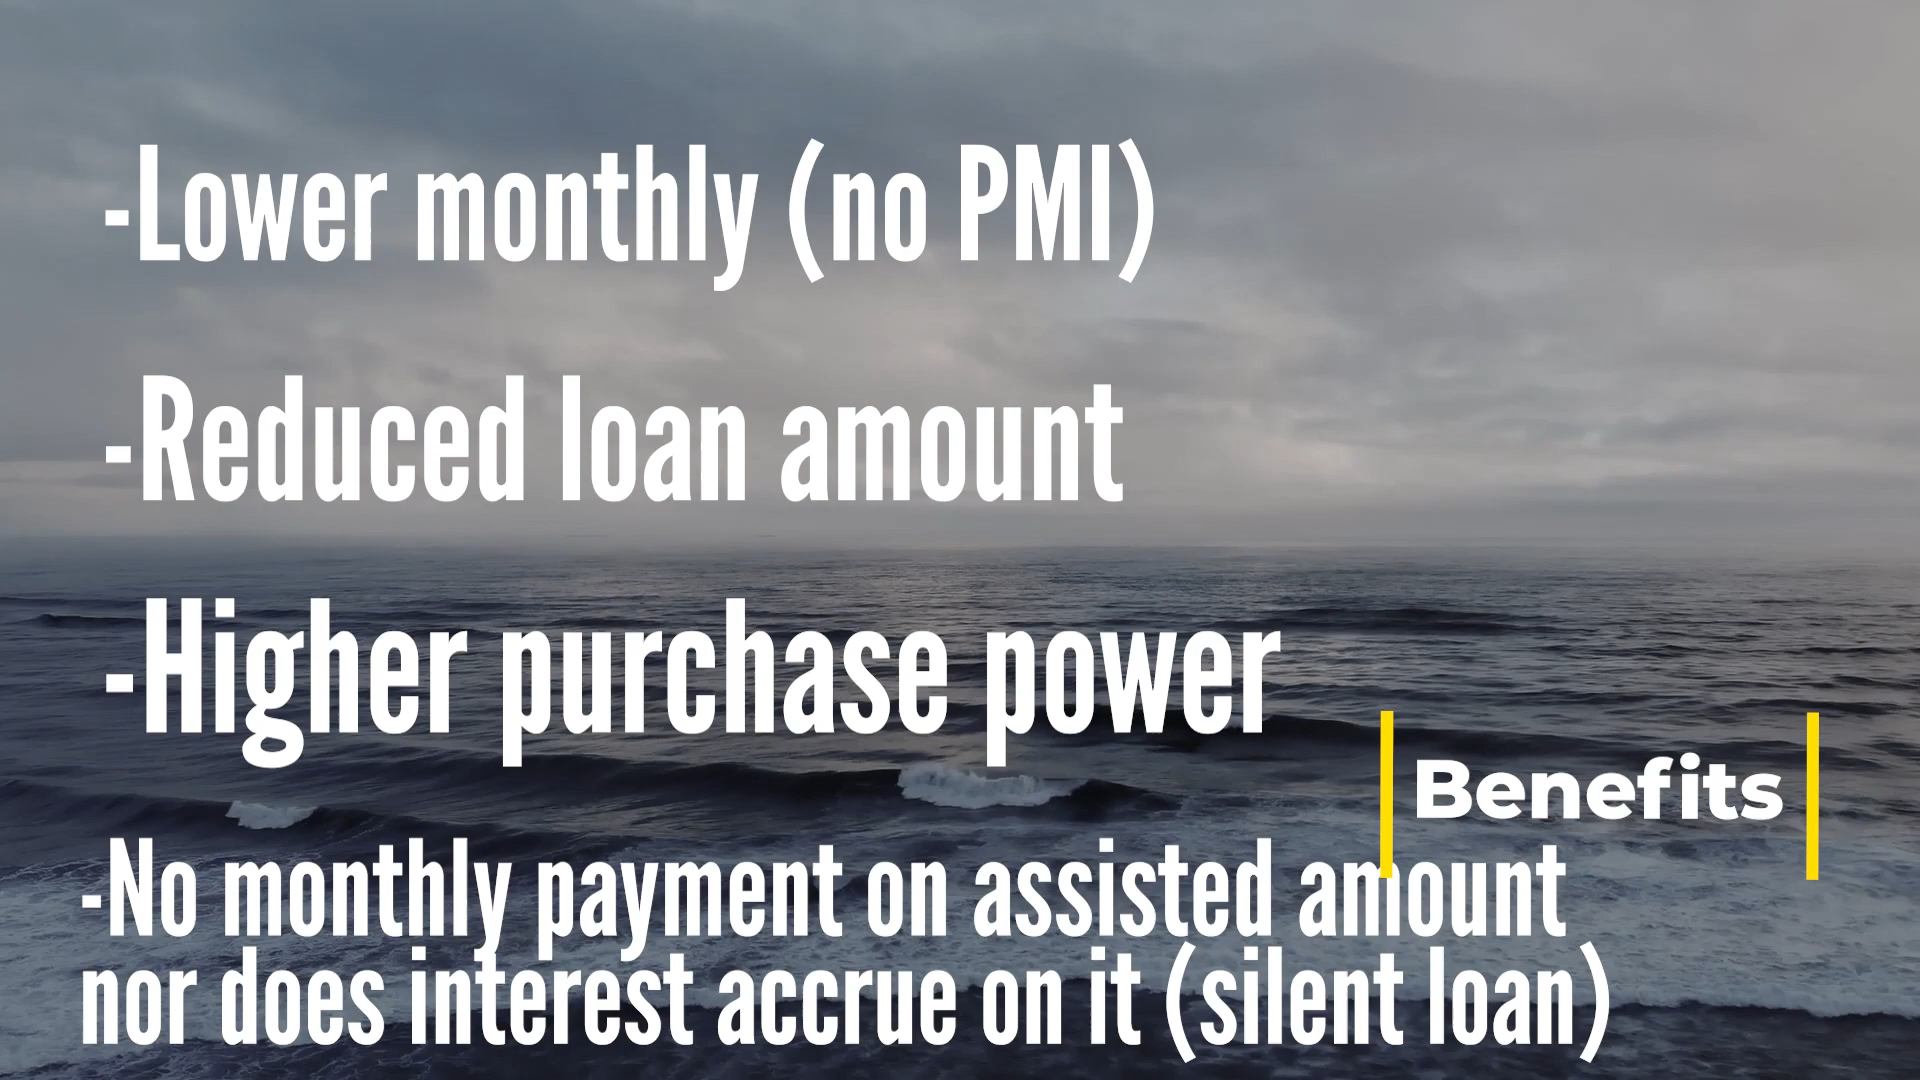 -Lower monthly (no PMI)
-Reduced loan amount
-Higher purchase power
Benefits
-No monthly payment on assisted amount
nor does interest accrue on it (silent loan)